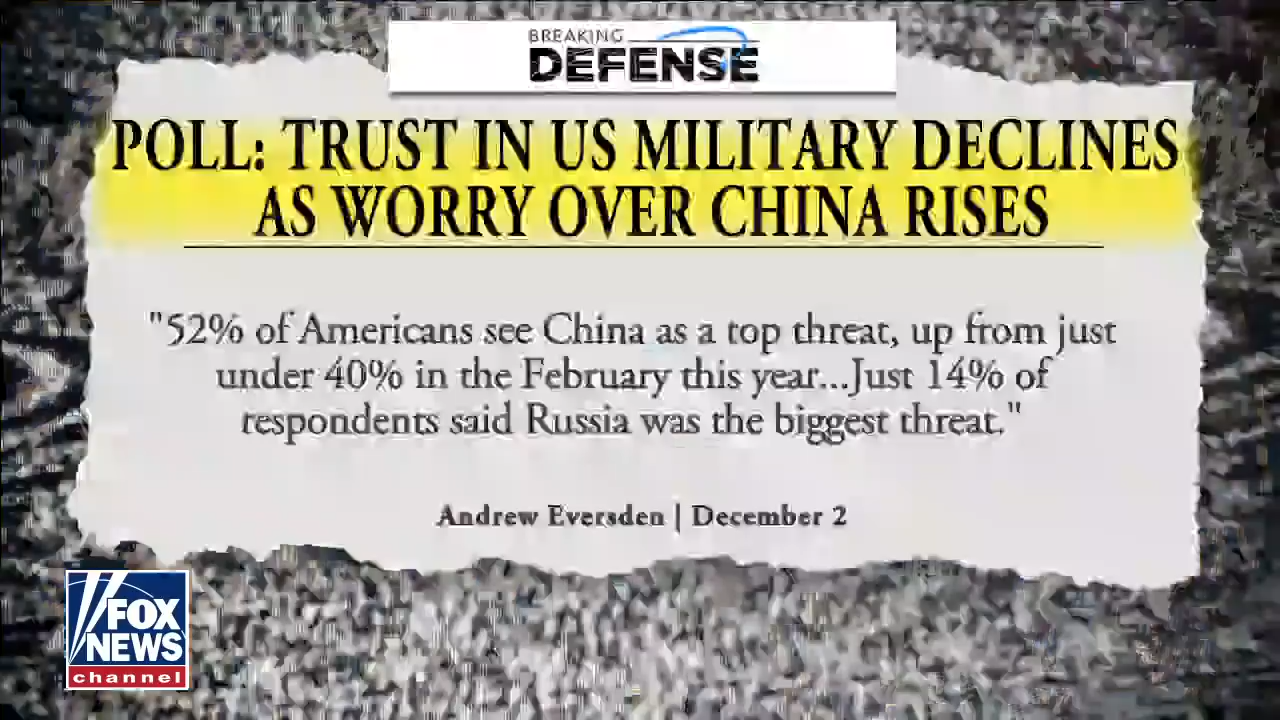 BREAKING
DEFENSE
POLL: TRUST IN US MILITARY DECLINES
AS WORRY OVER CHINA RISES
"52% of Americans see China as a top threat, up from just
under 40% in the February this year...Just 14% of
respondents said Russia was the biggest threat."
Andrew Eversden | December 2
FOX
NEWS
channel